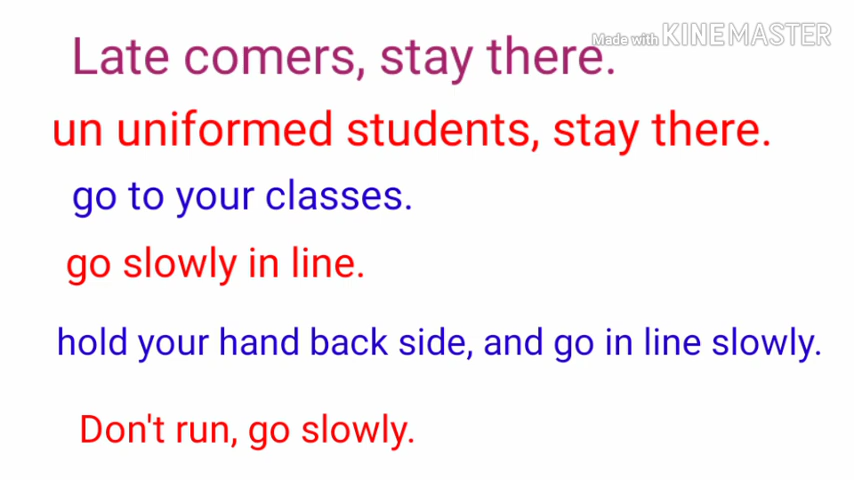 Made with KINEMASTER
Late comers, stay there.
un uniformed students, stay there.
go to your classes.
go slowly in line.
hold your hand back side, and go in line slowly.
Don't run, go slowly.